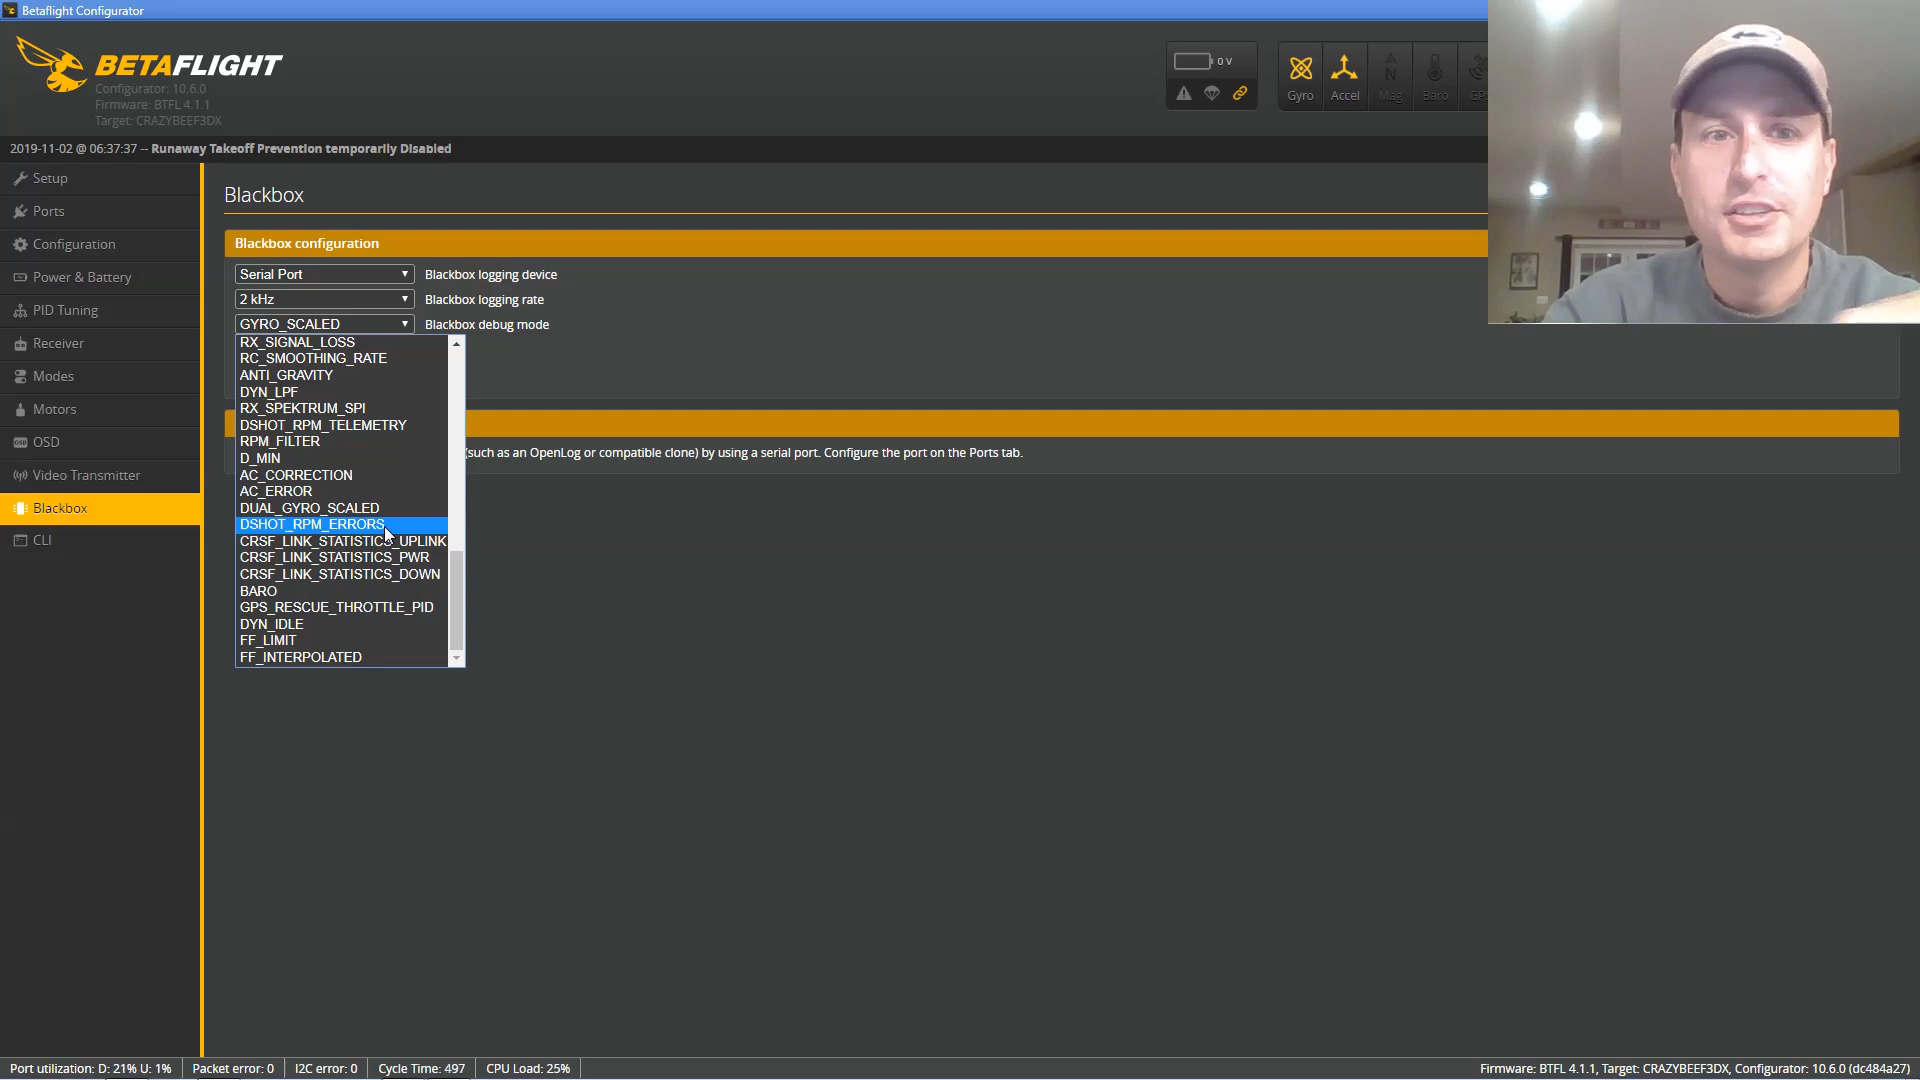 Betaflight Configurator
BETAFLIGHT
Configurator: 10.6.0
Firmware: BTFL 4.1.1
Target: CRAZYBEEF3DX
0 V
Gyro
Accel
Mag
Baro
2019-11-02 @ 06:37:37 -- Runaway Takeoff Prevention temporarily Disabled
Setup
Ports
Configuration
Power & Battery
PID Tuning
Receiver
Modes
Motors
OSD
Video Transmitter
Blackbox
CLI
Blackbox
Blackbox configuration
Serial Port Blackbox logging device
2 kHz Blackbox logging rate
GYRO_SCALED Blackbox debug mode
RX_SIGNAL_LOSS
RC_SMOOTHING_RATE
ANTI_GRAVITY
DYN_LPF
RX_SPEKTRUM_SPI
DSHOT_RPM_TELEMETRY
RPM_FILTER
D_MIN
AC_CORRECTION
AC_ERROR
DUAL_GYRO_SCALED
DSHOT_RPM_ERRORS
CRSF_LINK_STATISTICS_UPLINK
CRSF_LINK_STATISTICS_PWR
CRSF_LINK_STATISTICS_DOWN
BARO
GPS_RESCUE_THROTTLE_PID
DYN_IDLE
FF_LIMIT
FF_INTERPOLATED
(such as an OpenLog or compatible clone) by using a serial port. Configure the port on the Ports tab.
Port utilization: D: 21% U: 1% Packet error: 0 I2C error: 0 Cycle Time: 497 CPU Load: 25%
Firmware: BTFL 4.1.1, Target: CRAZYBEEF3DX, Configurator: 10.6.0 (dc484a27)